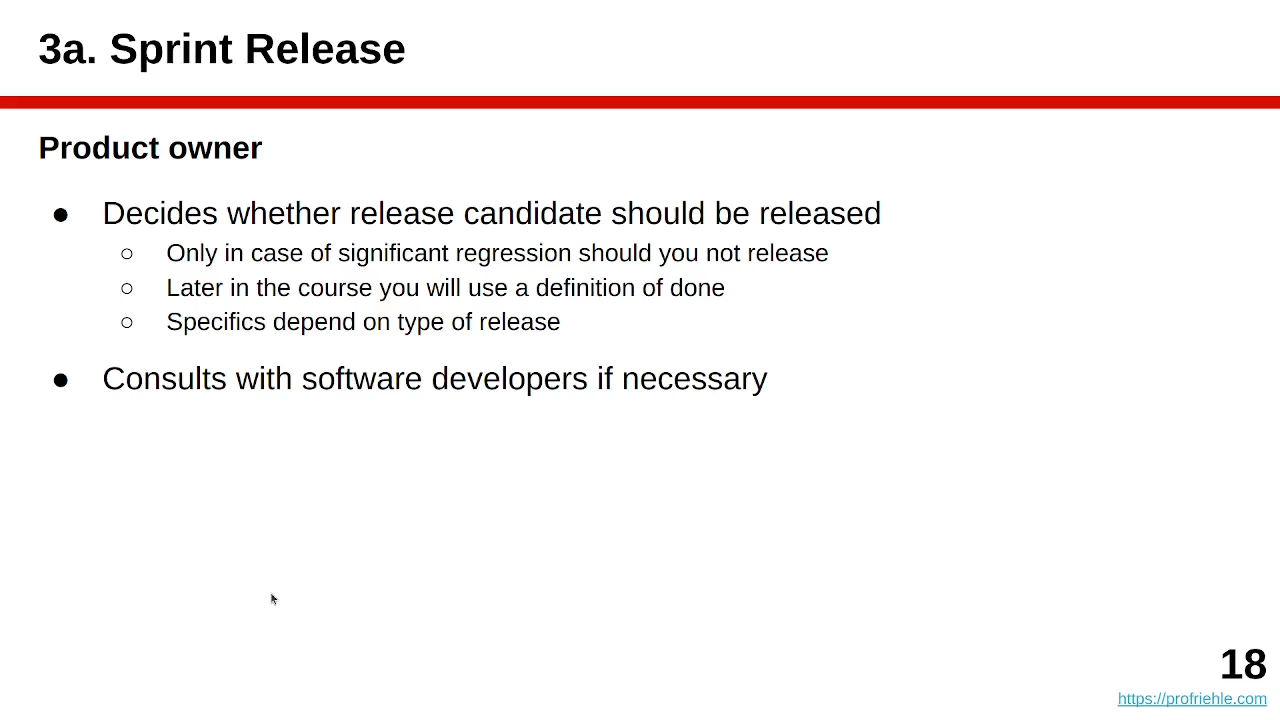 3a. Sprint Release
Product owner
● Decides whether release candidate should be released
○ Only in case of significant regression should you not release
○ Later in the course you will use a definition of done
○ Specifics depend on type of release
● Consults with software developers if necessary
18
https://profriehle.com